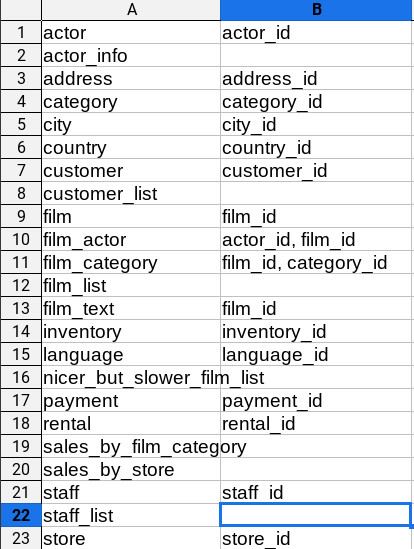 A B
1 actor actor_id
2 actor_info
3 address address_id
4 category category_id
5 city city_id
6 country country_id
7 customer customer_id
8 customer_list
9 film film_id
10 film_actor actor_id, film_id
11 film_category film_id, category_id
12 film_list
13 film_text film_id
14 inventory inventory_id
15 language language_id
16 nicer_but_slower_film_list
17 payment payment_id
18 rental rental_id
19 sales_by_film_category
20 sales_by_store
21 staff staff_id
22 staff_list
23 store store_id